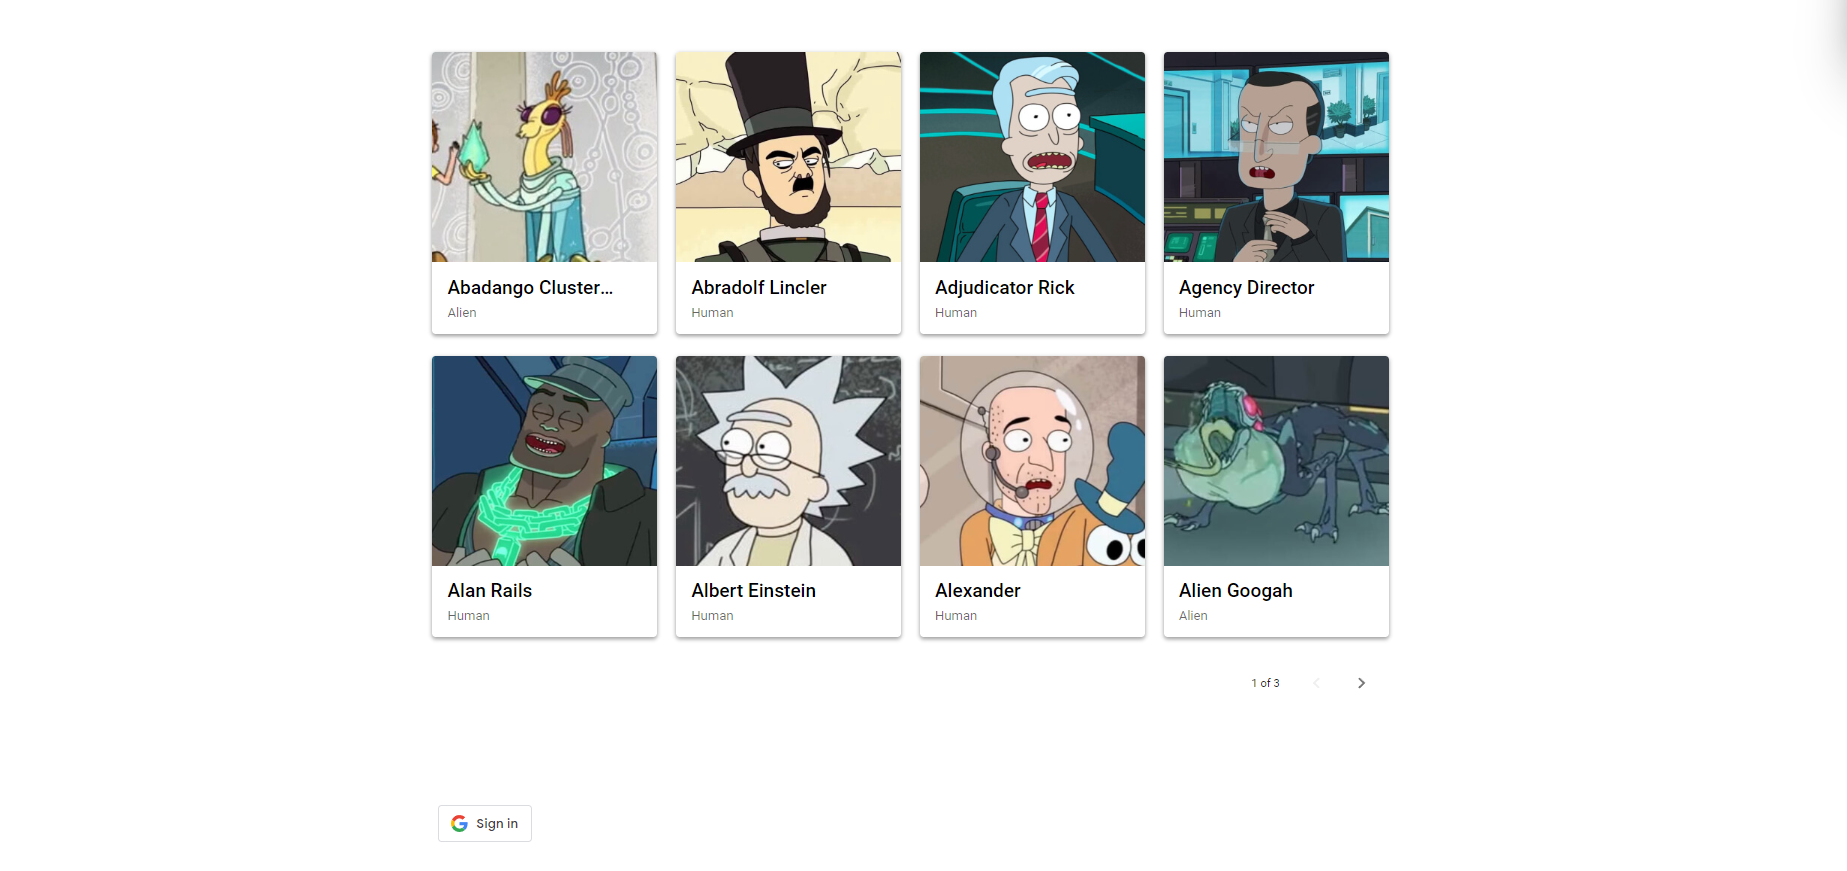 Abadango Cluster...
Alien
Abradolf Lincler
Human
Adjudicator Rick
Human
Agency Director
Human
Alan Rails
Human
Albert Einstein
Human
Alexander
Human
Alien Googah
Alien
1 of 3
Sign in